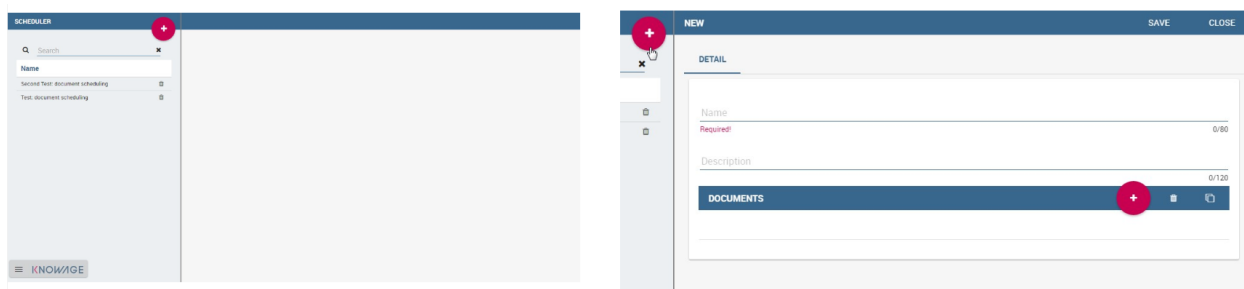 SCHEDULER
Search
Name
Second Test: document scheduling
Test: document scheduling
KNOWAGE
NEW SAVE CLOSE
DETAIL
Name
Required! 0/80
Description
0/120
DOCUMENTS